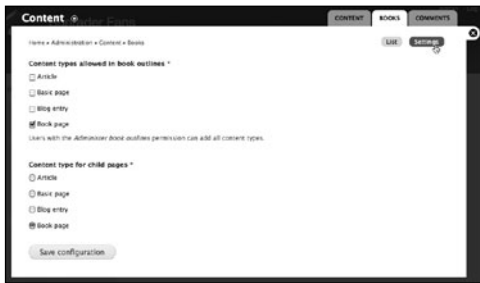 Content
CONTENT BOOKS COMMENTS
Home » Administration » Content » Books
List Settings
Content types allowed in book outlines *
Article
Basic page
Blog entry
Book page
Users with the Administer book outlines permission can add all content types.
Content type for child pages *
Article
Basic page
Blog entry
Book page
Save configuration